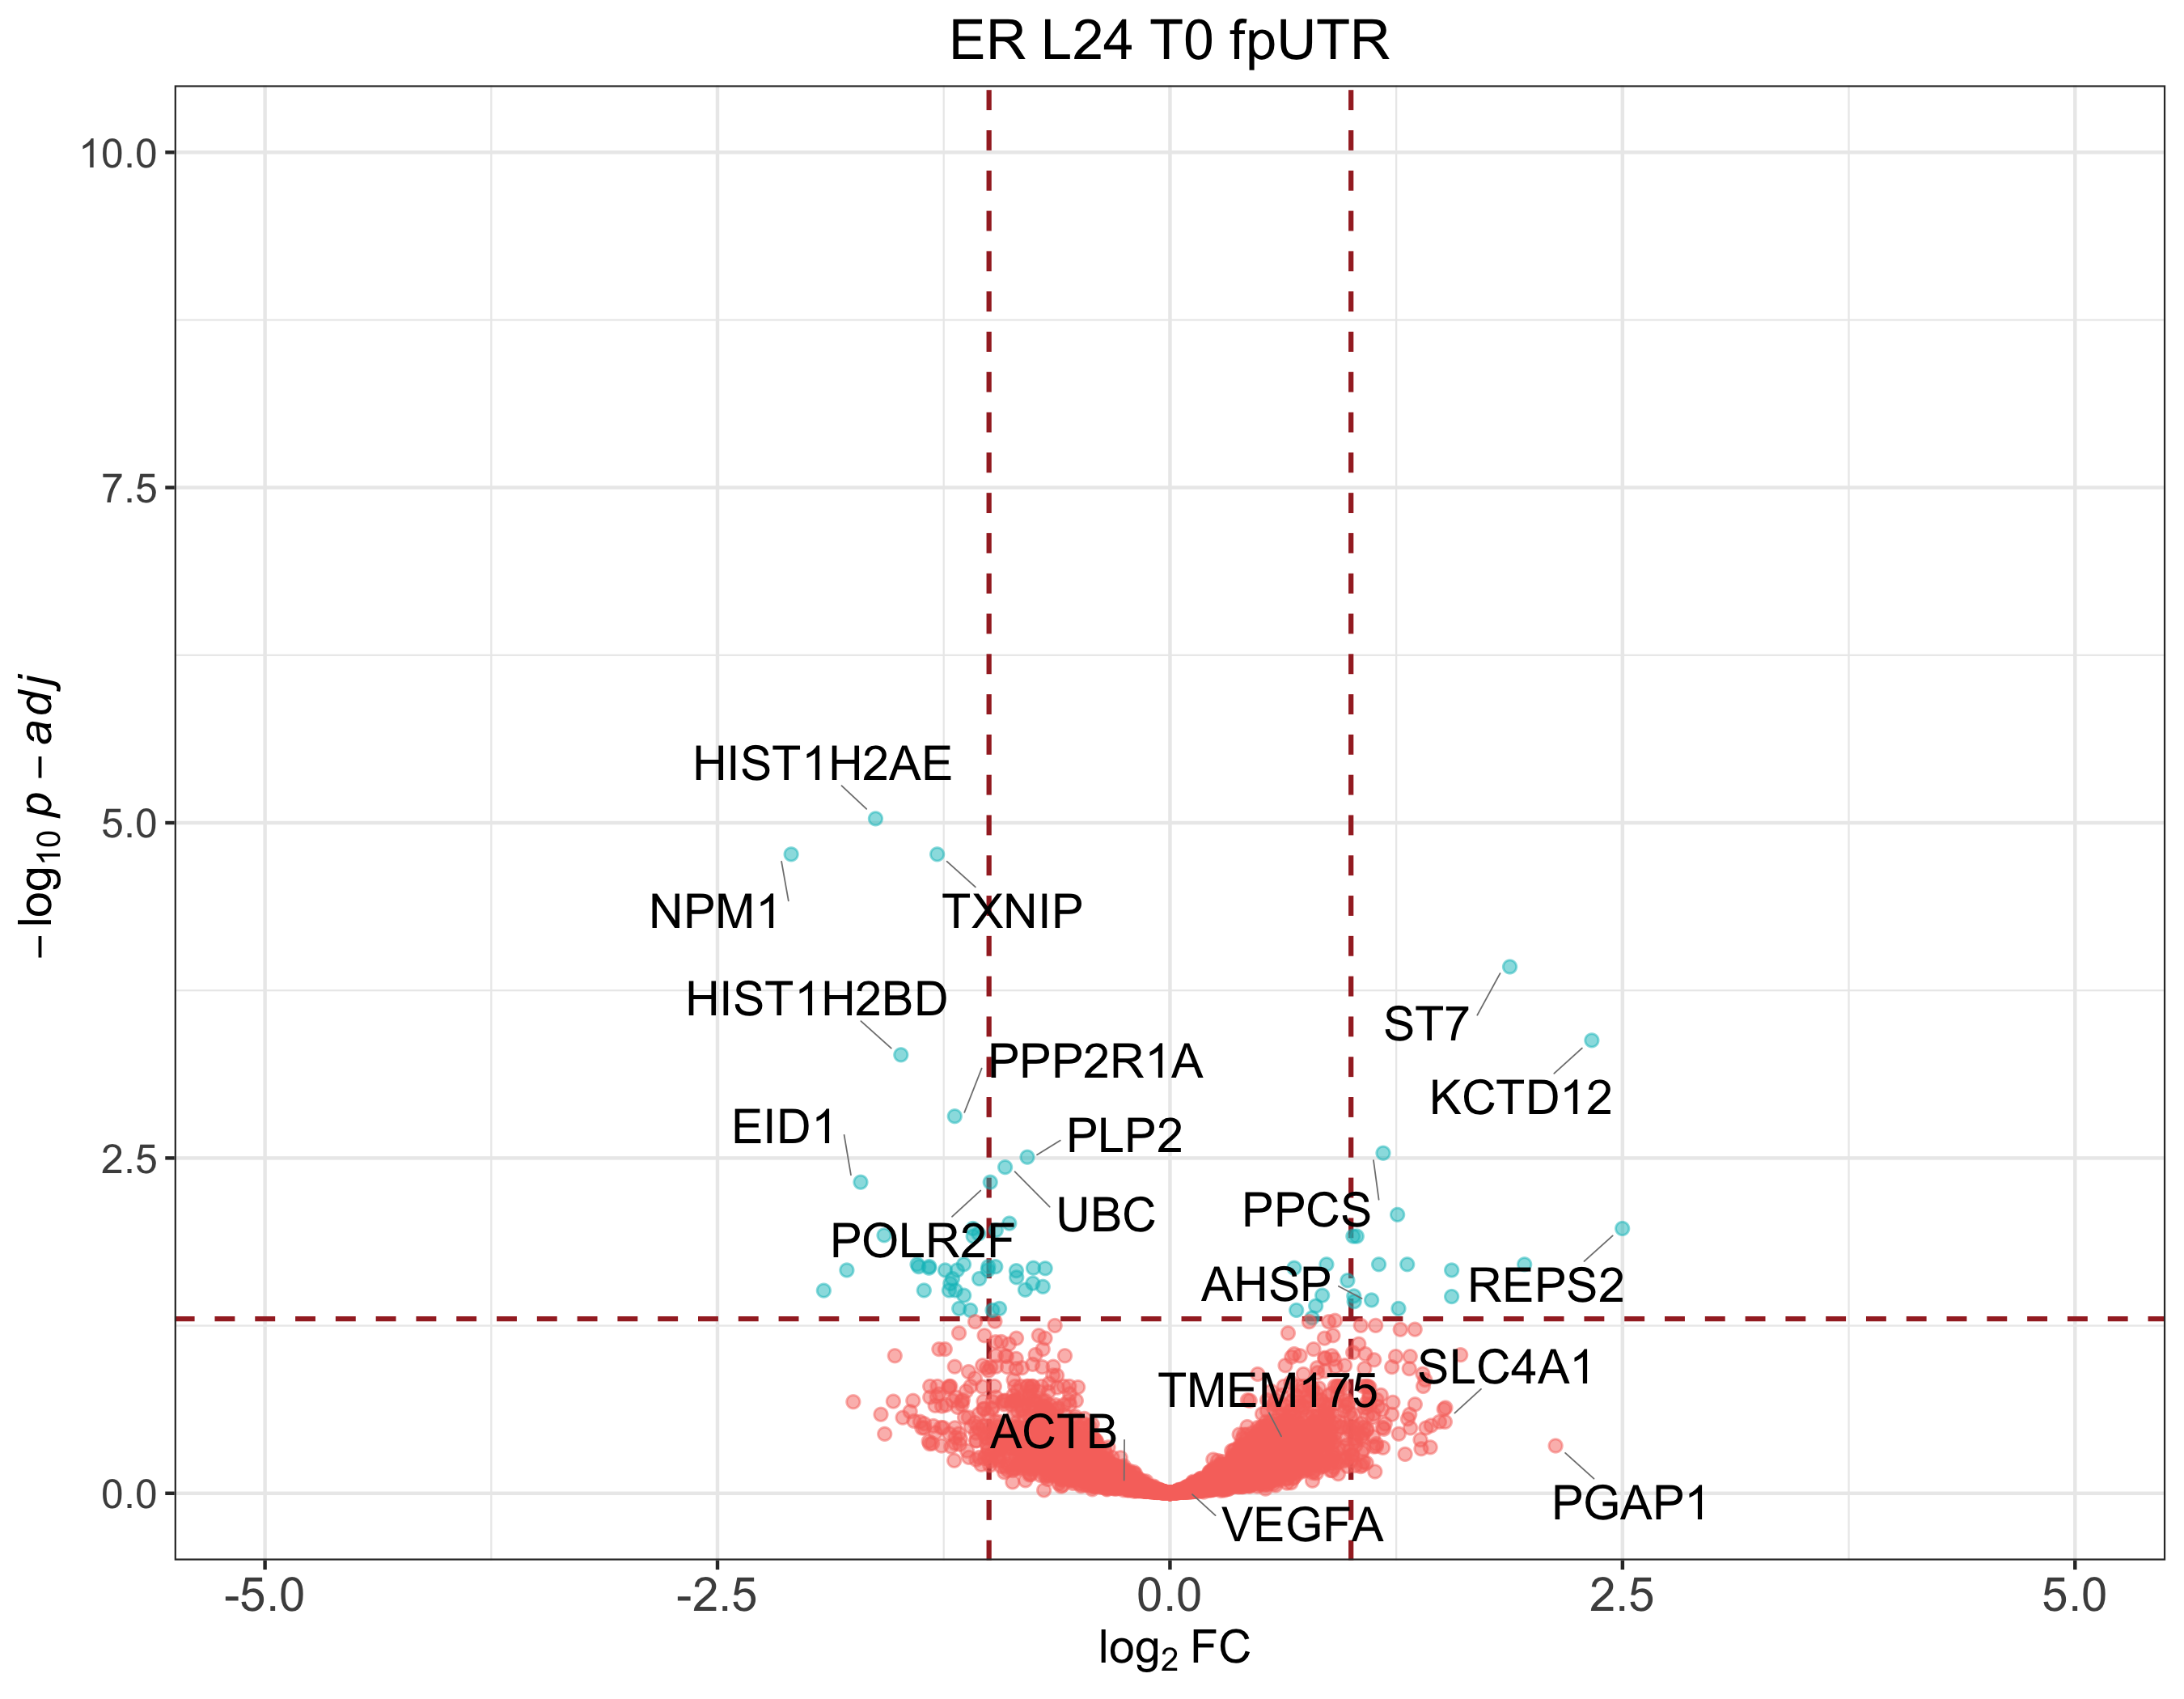 ER L24 T0 fpUTR
10.0
7.5
5.0
2.5
0.0
−log10 p − adj
HIST1H2AE
NPM1
TXNIP
HIST1H2BD
ST7
PPP2R1A
KCTD12
EID1
PLP2
PPCS
UBC
POLR2F
AHSP
REPS2
SLC4A1
TMEM175
ACTB
PGAP1
VEGFA
-5.0
-2.5
0.0
2.5
5.0
log2 FC